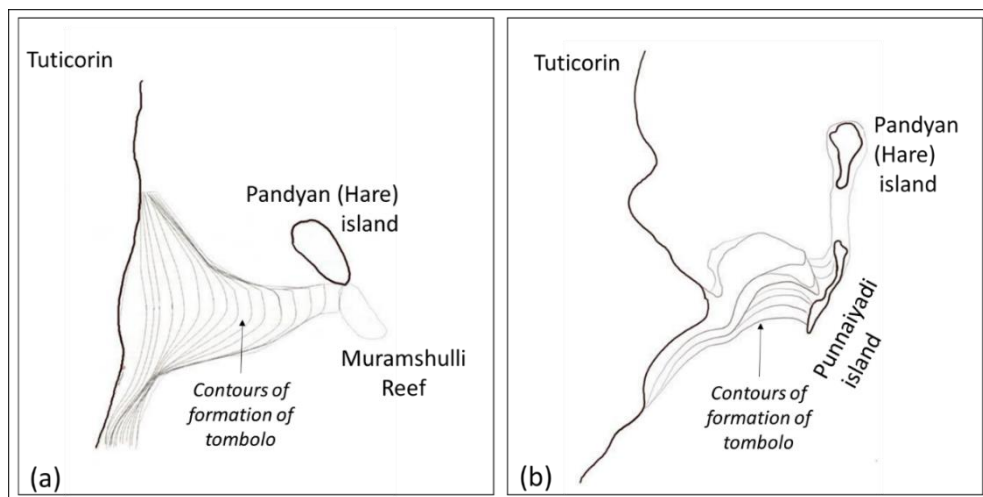 Tuticorin
Pandyan (Hare)
island
Muramshulli
Reef
Contours of
formation of
tombolo
(a)
Tuticorin
Pandyan
(Hare)
island
Punnaiyadi
island
Contours of
formation of
tombolo
(b)